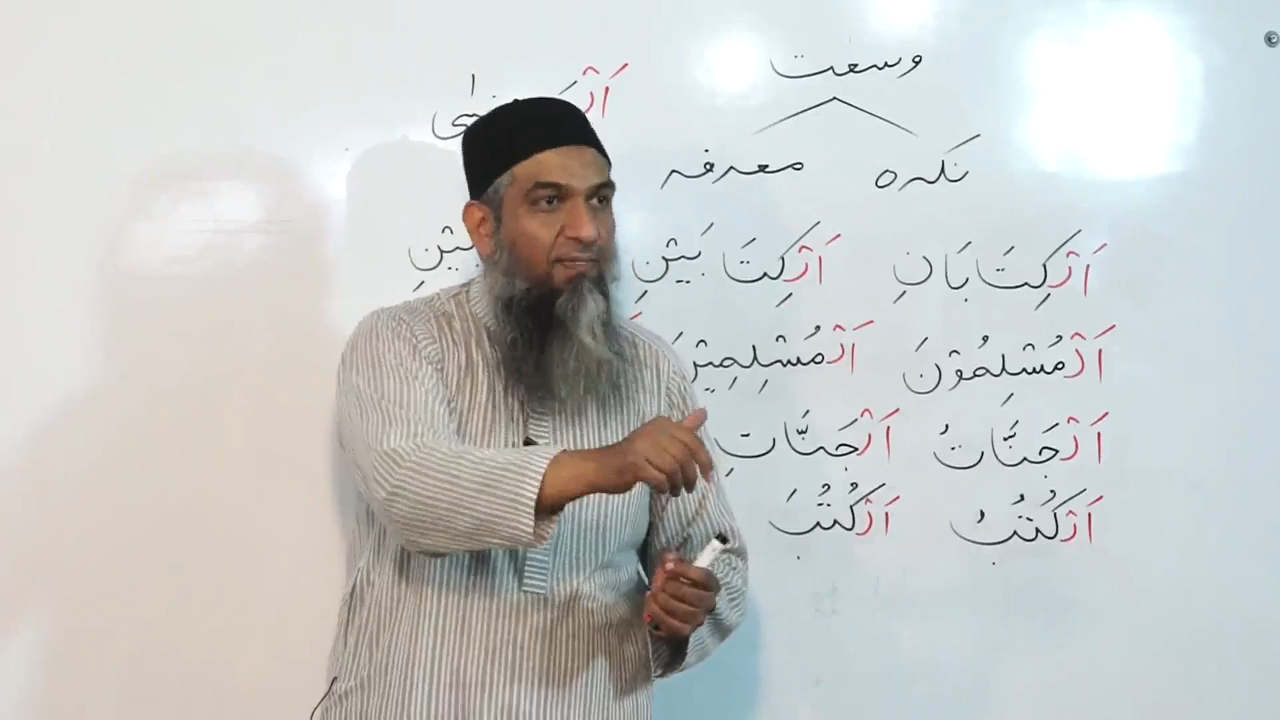 وسعت
نکرہ معرفہ
اَلْكِتَابَانِ اَلْكِتَابَيْنِ
اَلْمُسْلِمُوْنَ
اَلْجَنَّاتُ اَلْجَنَّاتِ
اَلْكُتُبُ اَلْكُتُبَ